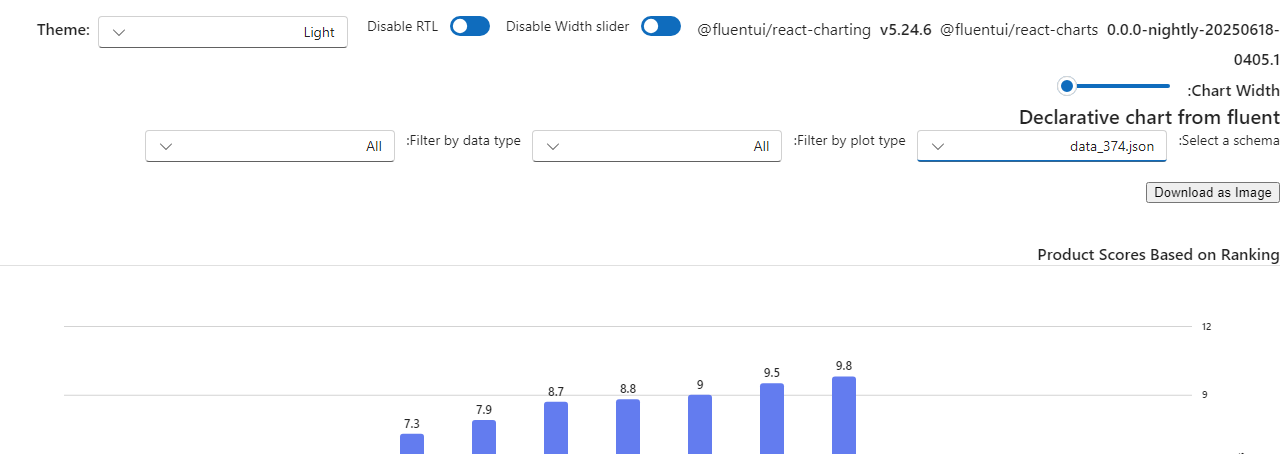 Theme: Light Disable RTL Disable Width slider @fluentui/react-charting v5.24.6 @fluentui/react-charts 0.0.0-nightly-20250618-
0405.1
:Chart Width
Declarative chart from fluent
:Select a schema data_374.json :Filter by plot type All :Filter by data type All
Download as Image
Product Scores Based on Ranking
12
9.8
9.5
9
8.8
8.7
7.9
7.3
9